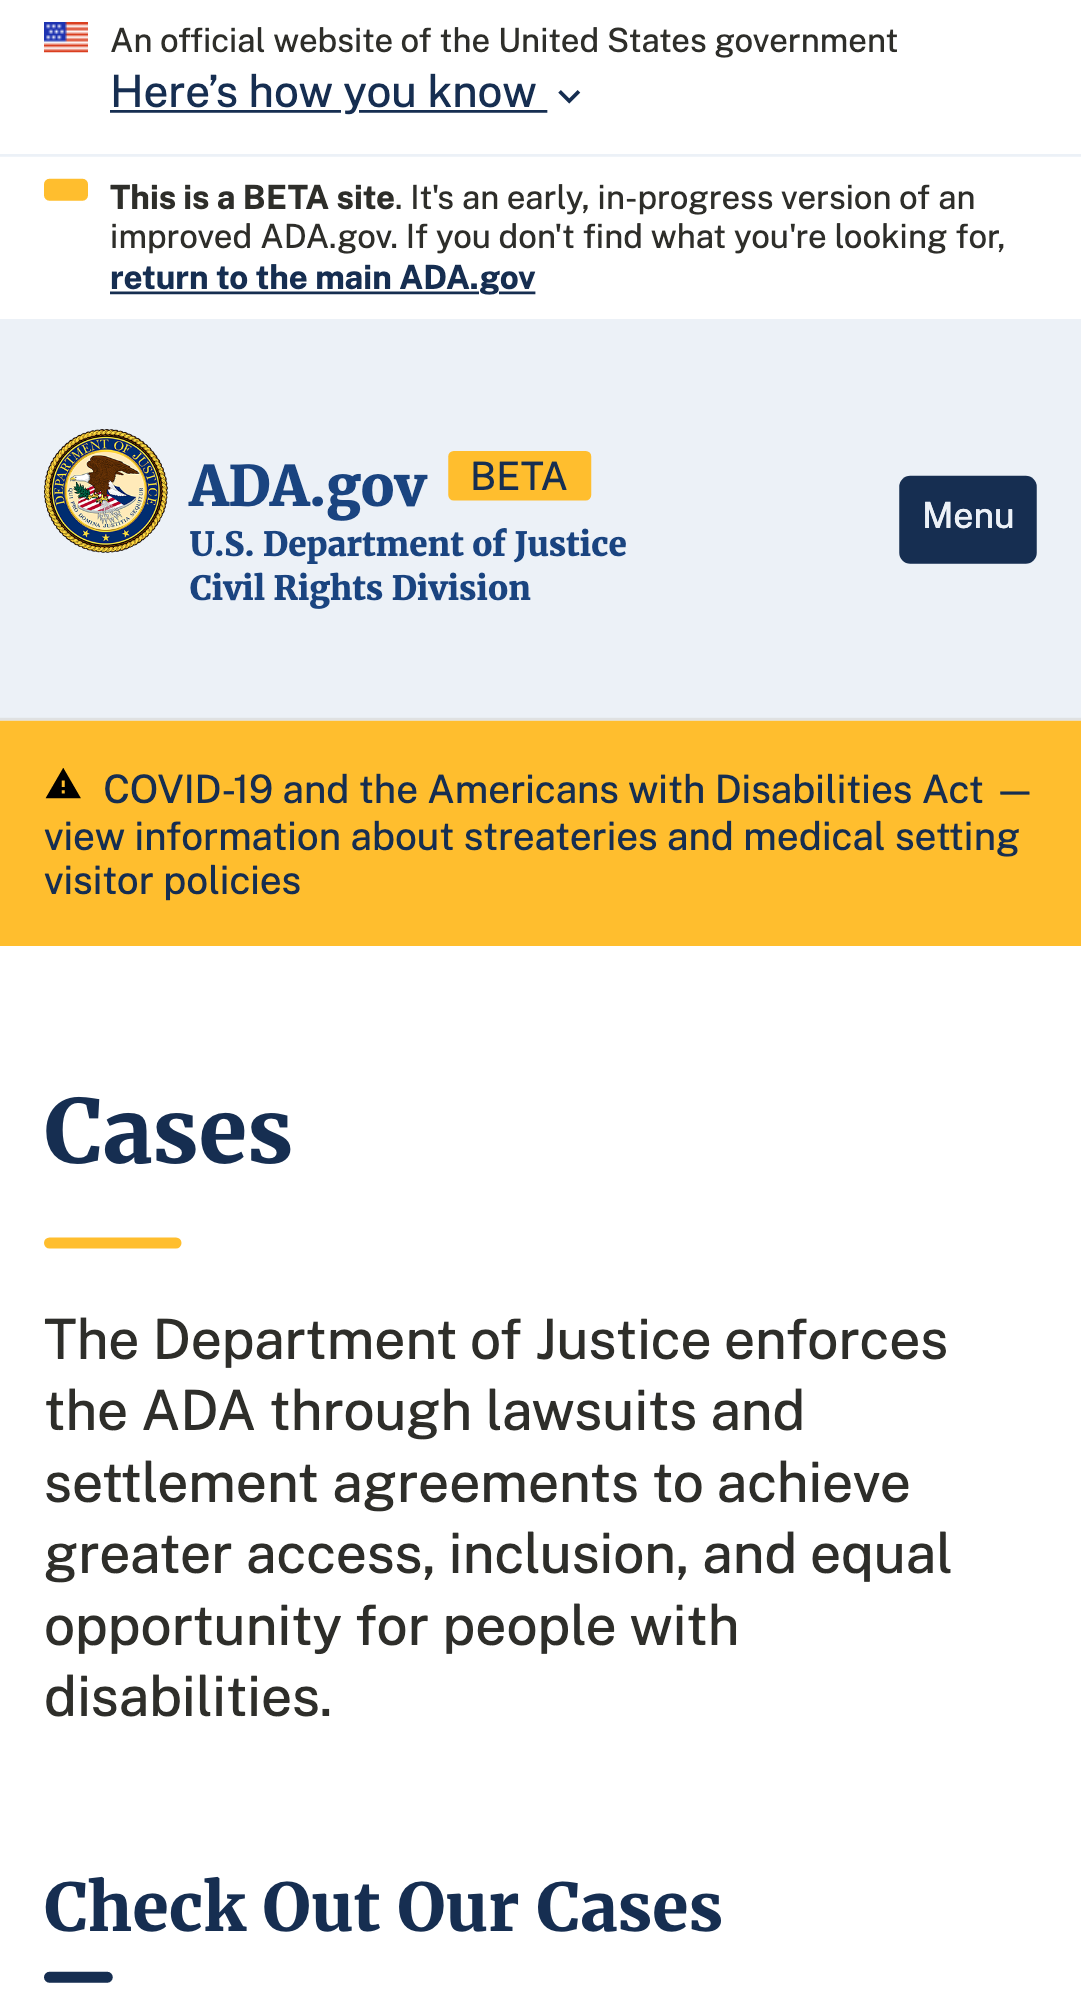 An official website of the United States government
Here’s how you know
This is a BETA site. It's an early, in-progress version of an
improved ADA.gov. If you don't find what you're looking for,
return to the main ADA.gov
DEPARTMENT OF JUSTICE
ADA.gov BETA
U.S. Department of Justice
Civil Rights Division
Menu
COVID-19 and the Americans with Disabilities Act —
view information about streateries and medical setting
visitor policies
Cases
The Department of Justice enforces
the ADA through lawsuits and
settlement agreements to achieve
greater access, inclusion, and equal
opportunity for people with
disabilities.
Check Out Our Cases